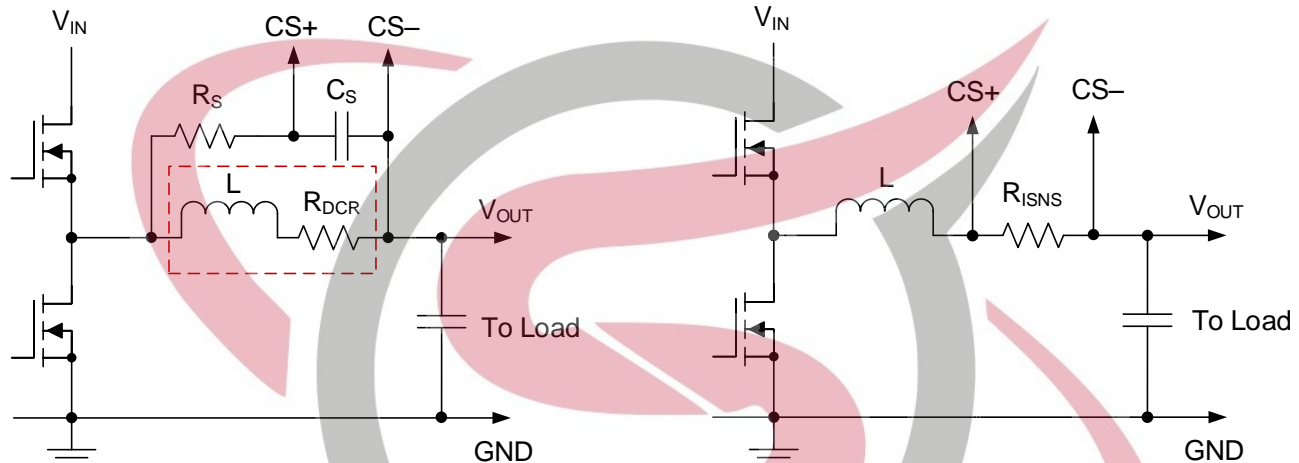 V_IN
CS+
CS–
R_S
C_S
L
R_DCR
V_OUT
To Load
GND
V_IN
CS+
CS–
L
R_ISNS
V_OUT
To Load
GND